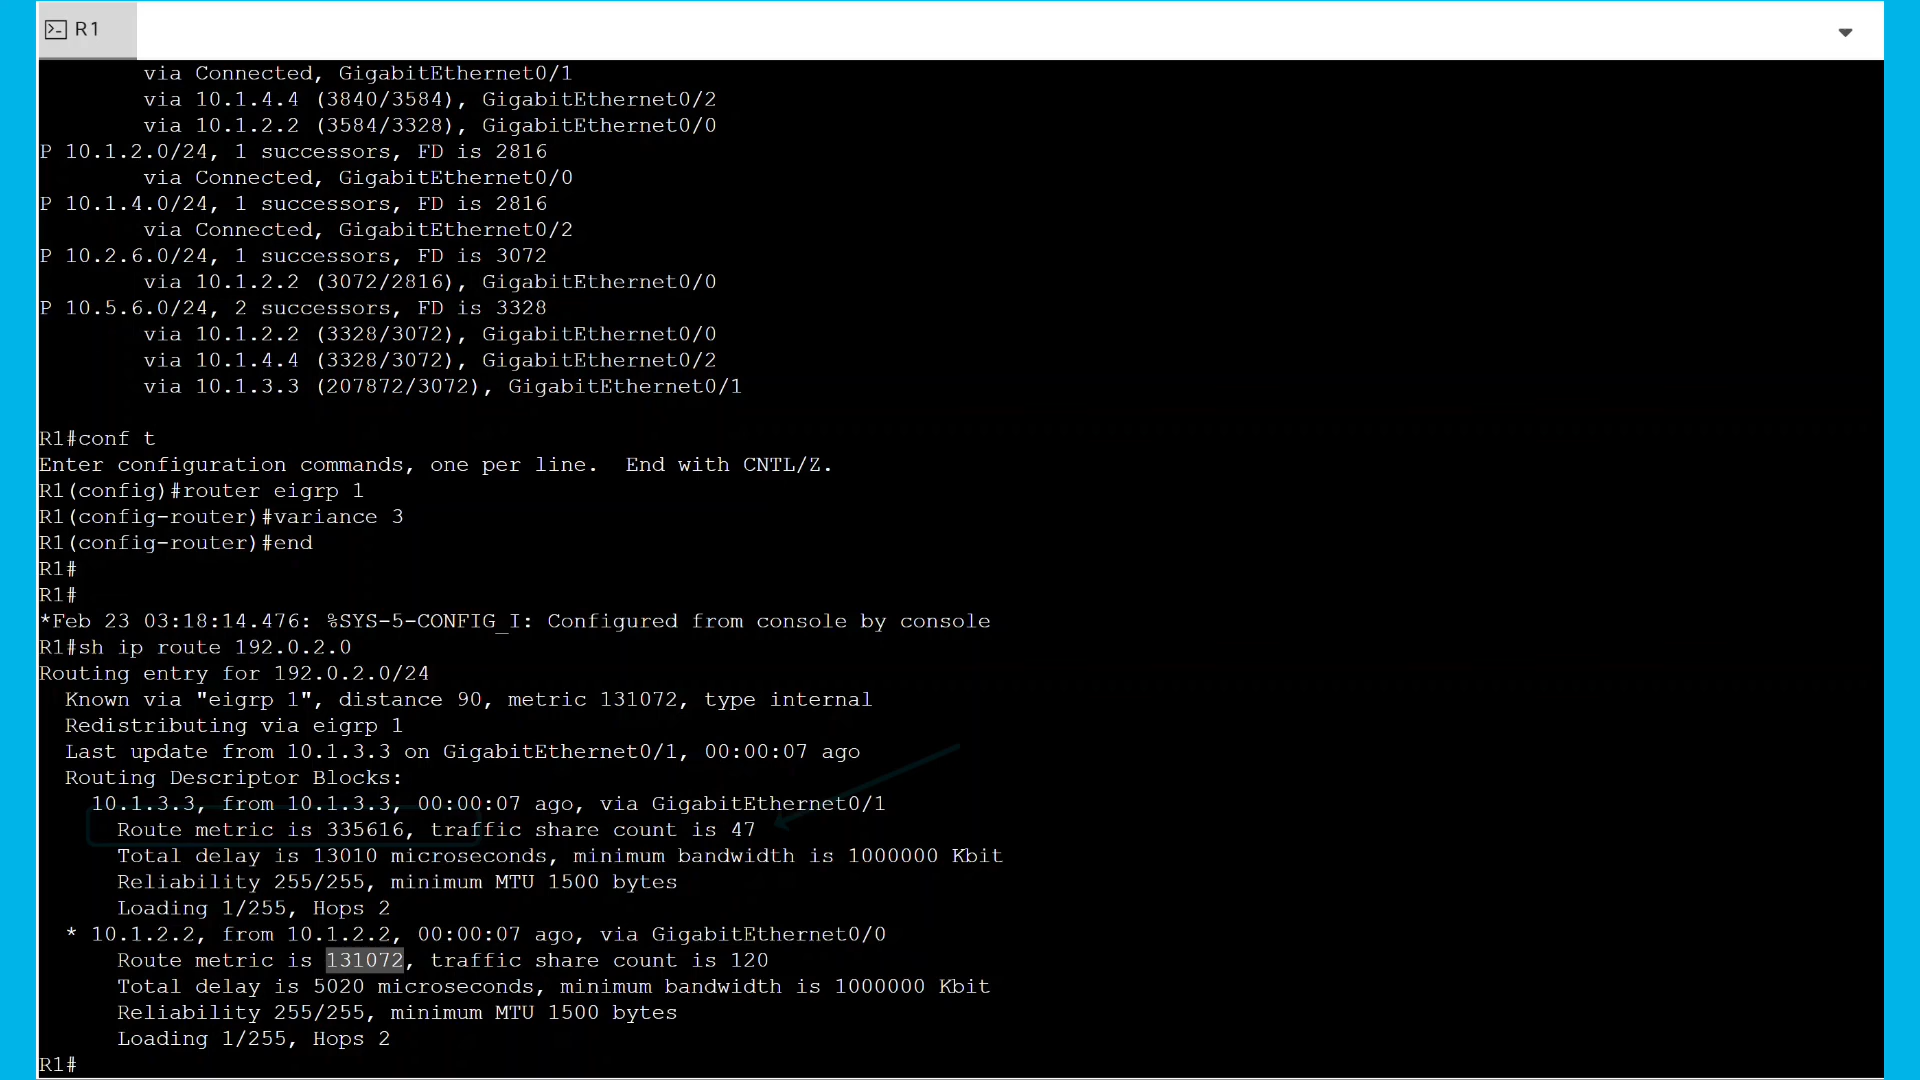 R1
via Connected, GigabitEthernet0/1
via 10.1.4.4 (3840/3584), GigabitEthernet0/2
via 10.1.2.2 (3584/3328), GigabitEthernet0/0
P 10.1.2.0/24, 1 successors, FD is 2816
via Connected, GigabitEthernet0/0
P 10.1.4.0/24, 1 successors, FD is 2816
via Connected, GigabitEthernet0/2
P 10.2.6.0/24, 1 successors, FD is 3072
via 10.1.2.2 (3072/2816), GigabitEthernet0/0
P 10.5.6.0/24, 2 successors, FD is 3328
via 10.1.2.2 (3328/3072), GigabitEthernet0/0
via 10.1.4.4 (3328/3072), GigabitEthernet0/2
via 10.1.3.3 (207872/3072), GigabitEthernet0/1
R1#conf t
Enter configuration commands, one per line.  End with CNTL/Z.
R1(config)#router eigrp 1
R1(config-router)#variance 3
R1(config-router)#end
R1#
R1#
*Feb 23 03:18:14.476: %SYS-5-CONFIG_I: Configured from console by console
R1#sh ip route 192.0.2.0
Routing entry for 192.0.2.0/24
Known via "eigrp 1", distance 90, metric 131072, type internal
Redistributing via eigrp 1
Last update from 10.1.3.3 on GigabitEthernet0/1, 00:00:07 ago
Routing Descriptor Blocks:
10.1.3.3, from 10.1.3.3, 00:00:07 ago, via GigabitEthernet0/1
Route metric is 335616, traffic share count is 47
Total delay is 13010 microseconds, minimum bandwidth is 1000000 Kbit
Reliability 255/255, minimum MTU 1500 bytes
Loading 1/255, Hops 2
* 10.1.2.2, from 10.1.2.2, 00:00:07 ago, via GigabitEthernet0/0
Route metric is 131072, traffic share count is 120
Total delay is 5020 microseconds, minimum bandwidth is 1000000 Kbit
Reliability 255/255, minimum MTU 1500 bytes
Loading 1/255, Hops 2
R1#